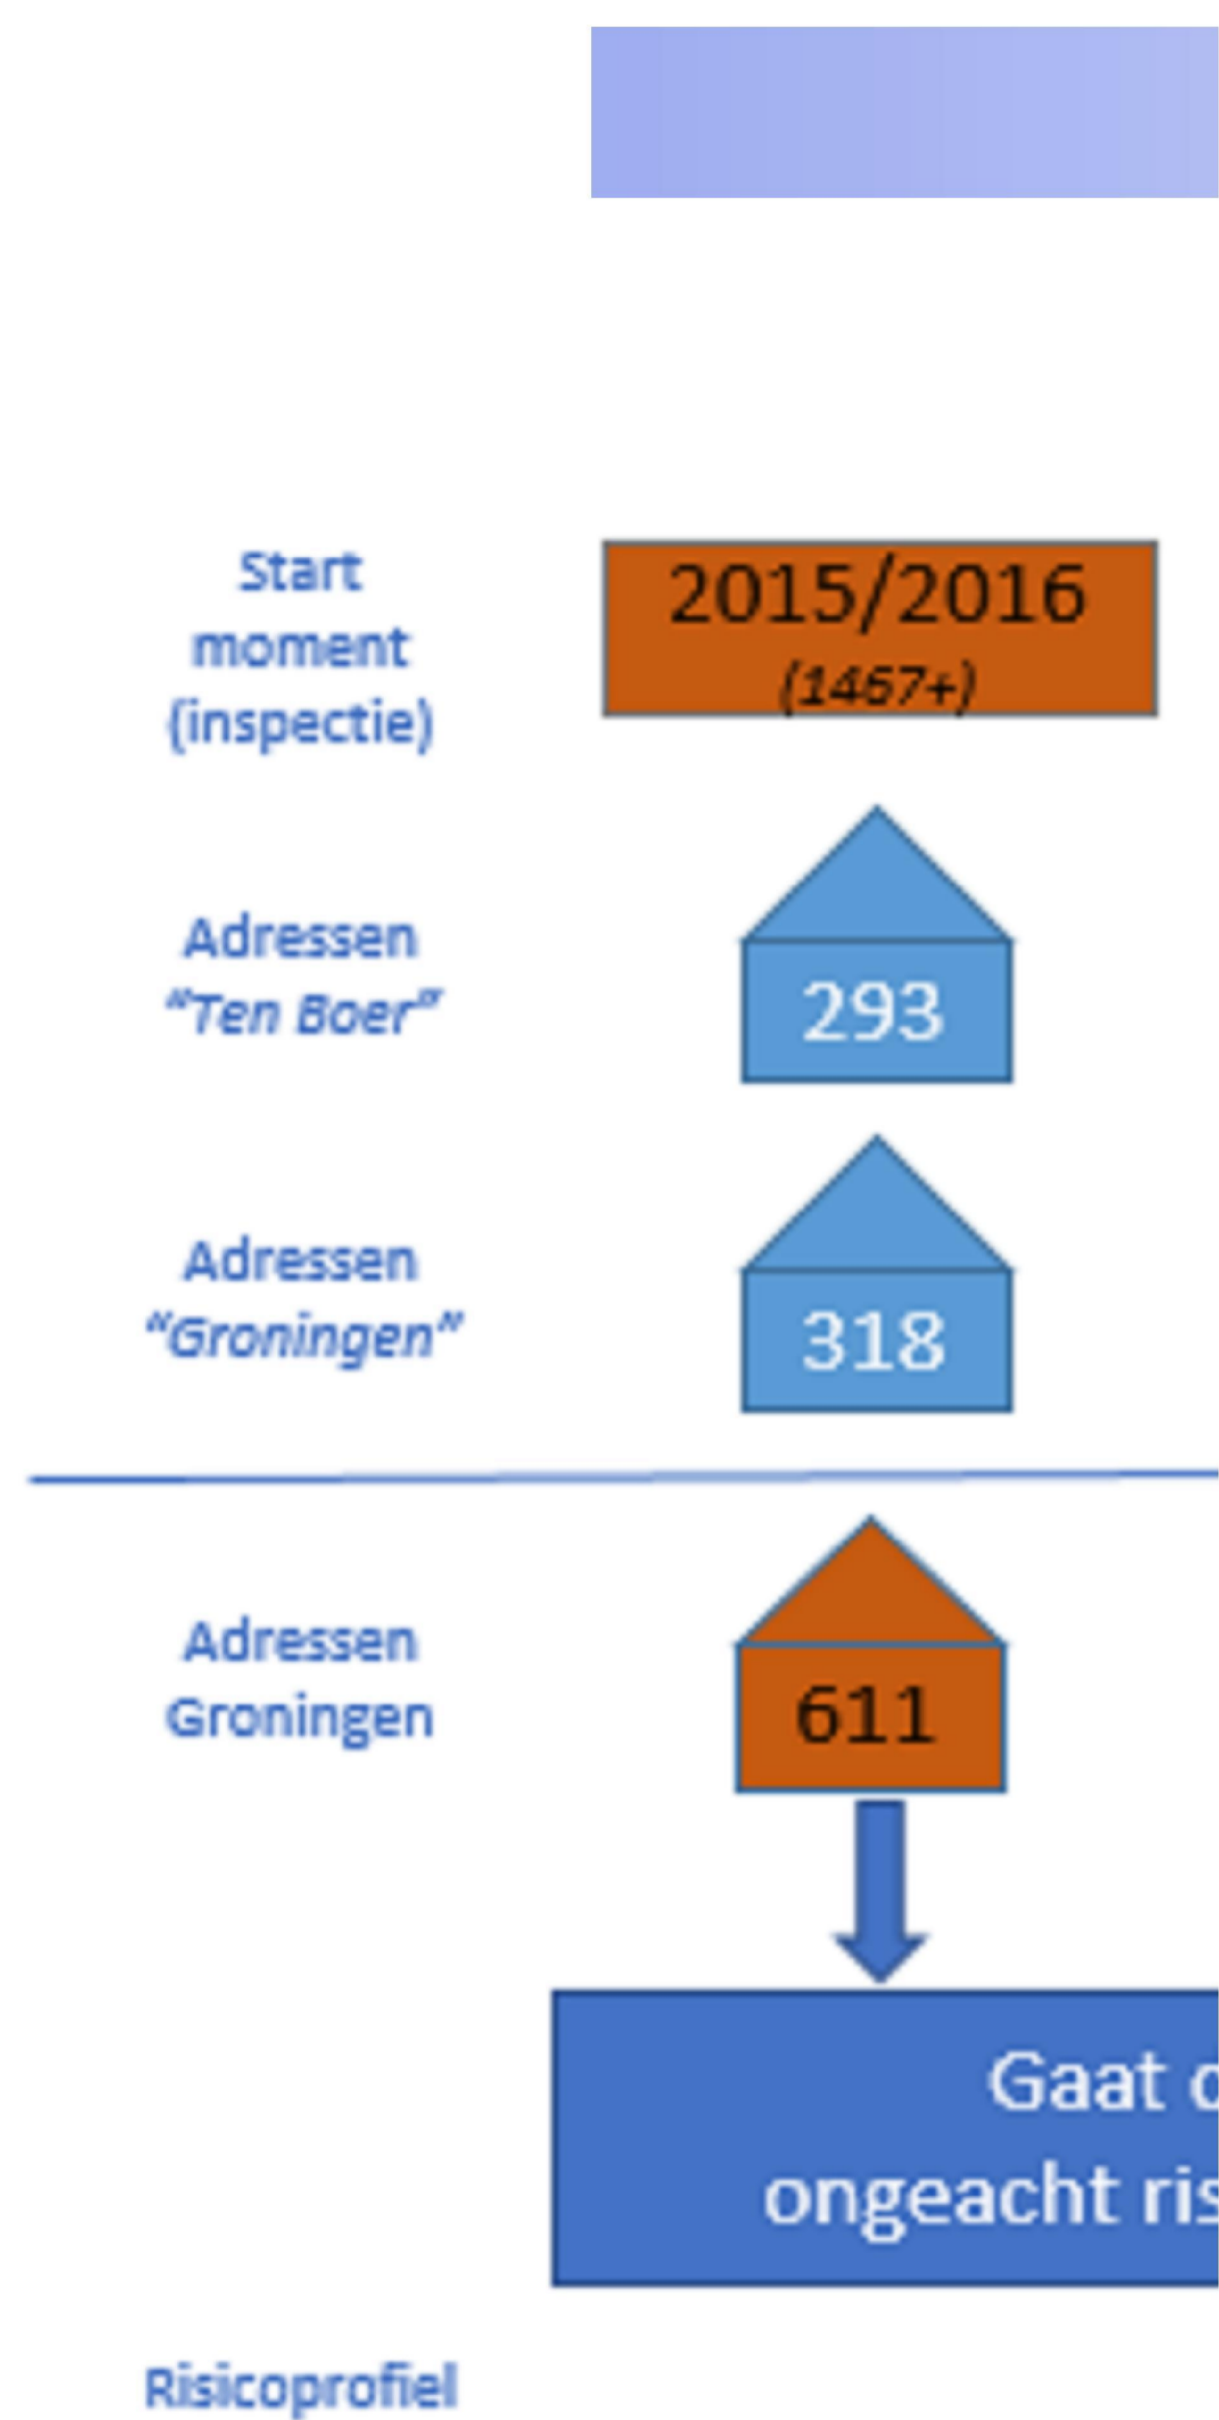 Start
moment
(inspectie)
2015/2016
(1467+)
Adressen
“Ten Boer”
293
Adressen
“Groningen”
318
Adressen
Groningen
611
Gaat
ongeacht
Risicoprofiel